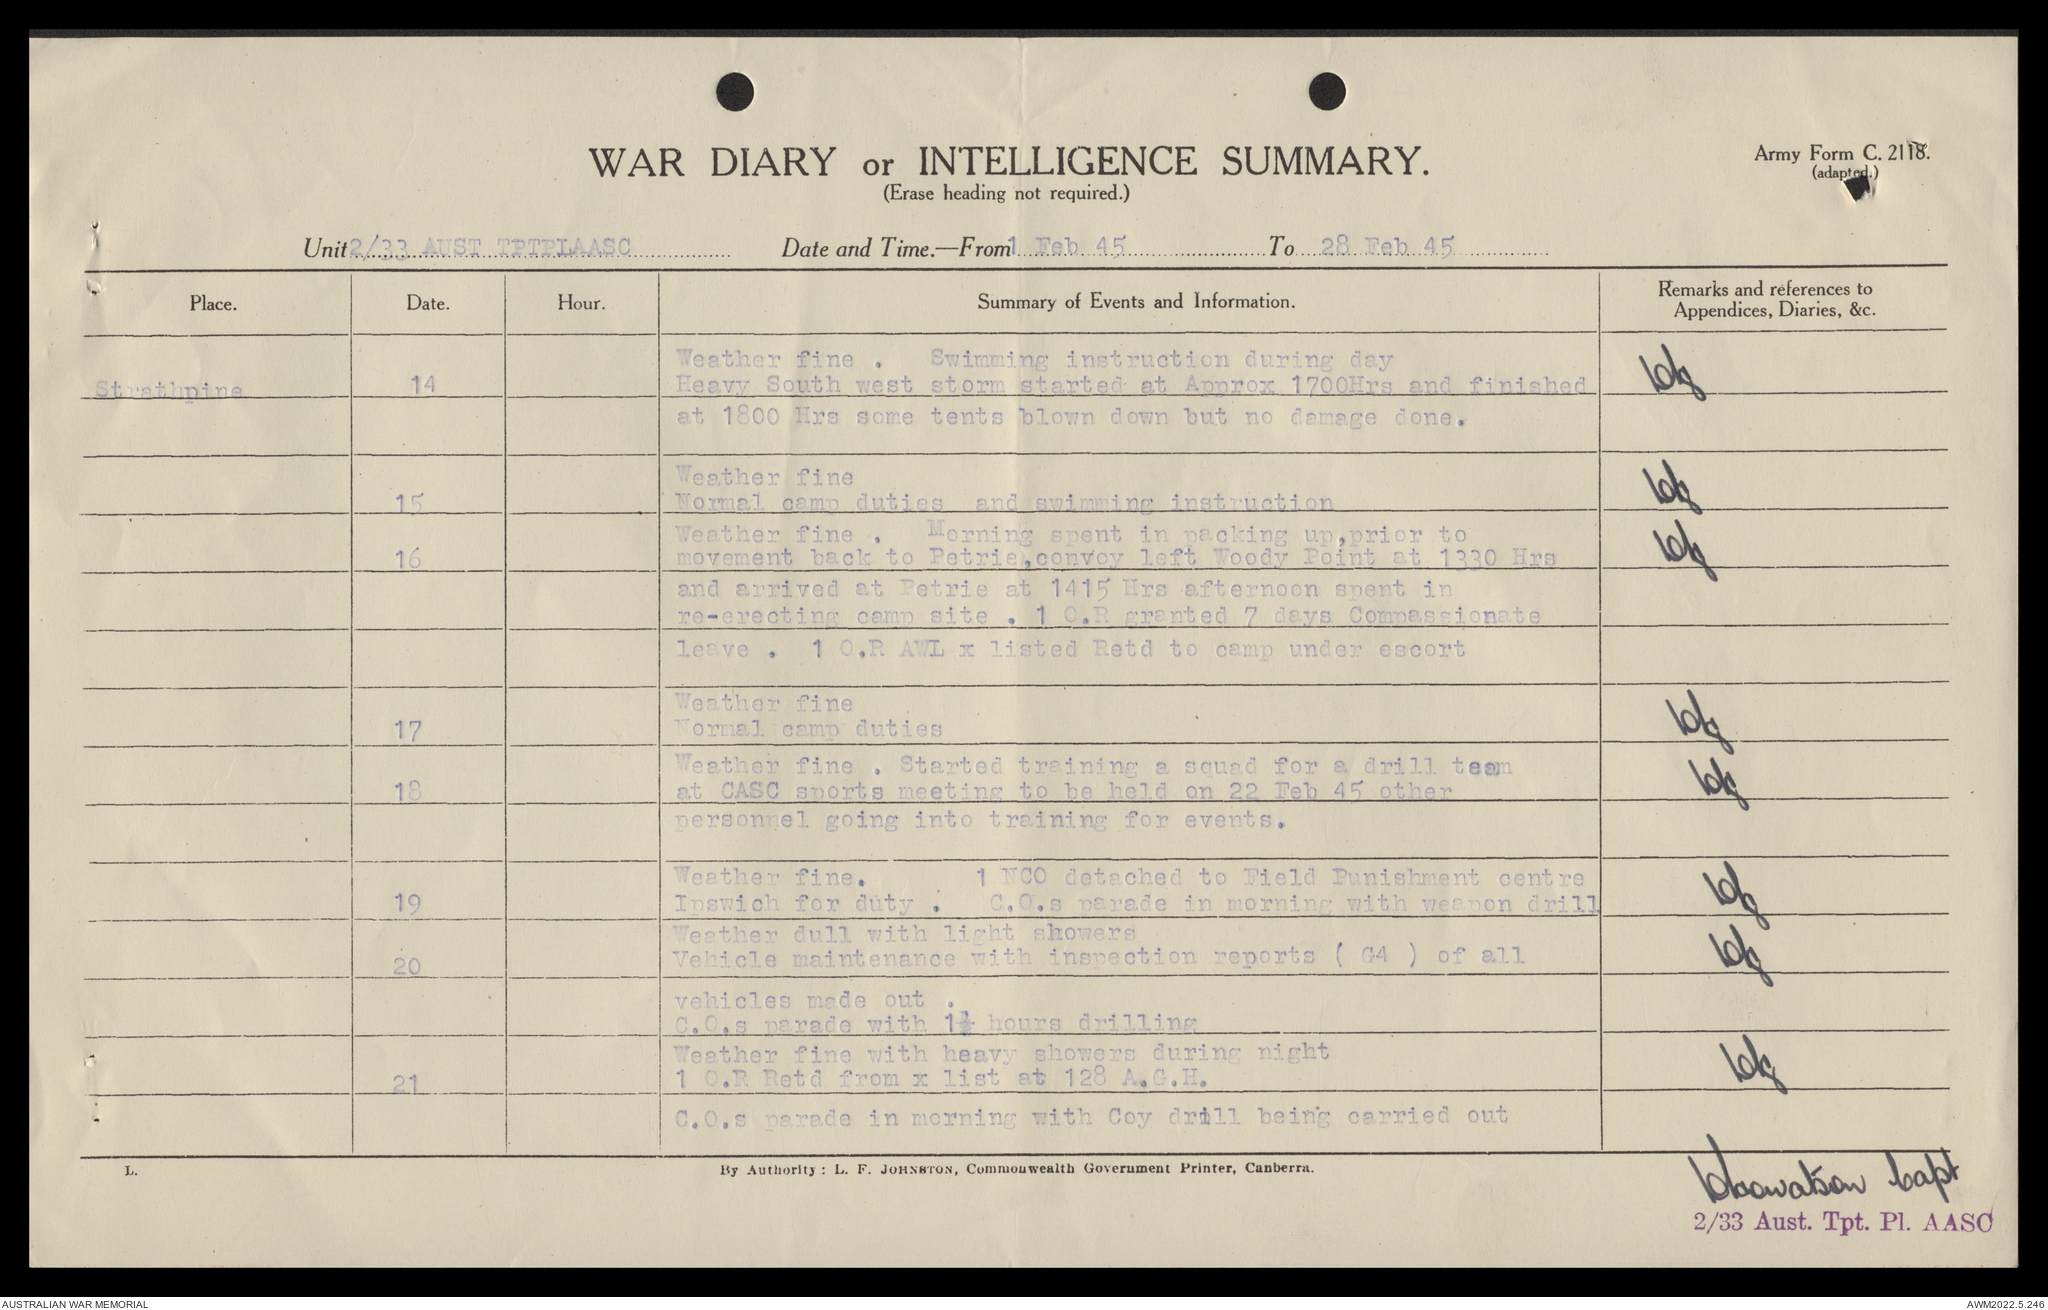 WAR DIARY or INTELLIGENCE SUMMARY.
(Erase heading not required.)
Army Form C. 2118.
(adapted.)
Unit 2/33 AUST TPTPLAASC Date and Time.—From 1 Feb 45 To 28 Feb 45
Place. Date. Hour. Summary of Events and Information. Remarks and references to
Appendices, Diaries, &c.
Weather fine . Swimming instruction during day
Strathpine 14 Heavy South west storm started at Approx 1700Hrs and finished
at 1800 Hrs some tents blown down but no damage done.
Weather fine
15 Normal camp duties and swimming instruction
Weather fine . Morning spent in packing up,prior to
16 movement back to Petrie,convoy left Woody Point at 1330 Hrs
and arrived at Petrie at 1415 Hrs afternoon spent in
re-erecting camp site . 1 O.R granted 7 days Compassionate
leave . 1 O.R AWL x listed Retd to camp under escort
Weather fine
17 Normal camp duties
Weather fine . Started training a squad for a drill team
18 at CASC sports meeting to be held on 22 Feb 45 other
personnel going into training for events.
Weather fine. 1 NCO detached to Field Punishment centre
19 Ipswich for duty . C.O.s parade in morning with weapon drill
Weather dull with light showers
20 Vehicle maintenance with inspection reports ( G4 ) of all
vehicles made out .
C.O.s parade with 1½ hours drilling
Weather fine with heavy showers during night
21 1 O.R Retd from x list at 128 A.G.H.
C.O.s parade in morning with Coy drill being carried out
L. By Authority: L. F. JOHNSTON, Commonwealth Government Printer, Canberra.
Capt
2/33 Aust. Tpt. Pl. AASC
AUSTRALIAN WAR MEMORIAL AWM2022.5.246